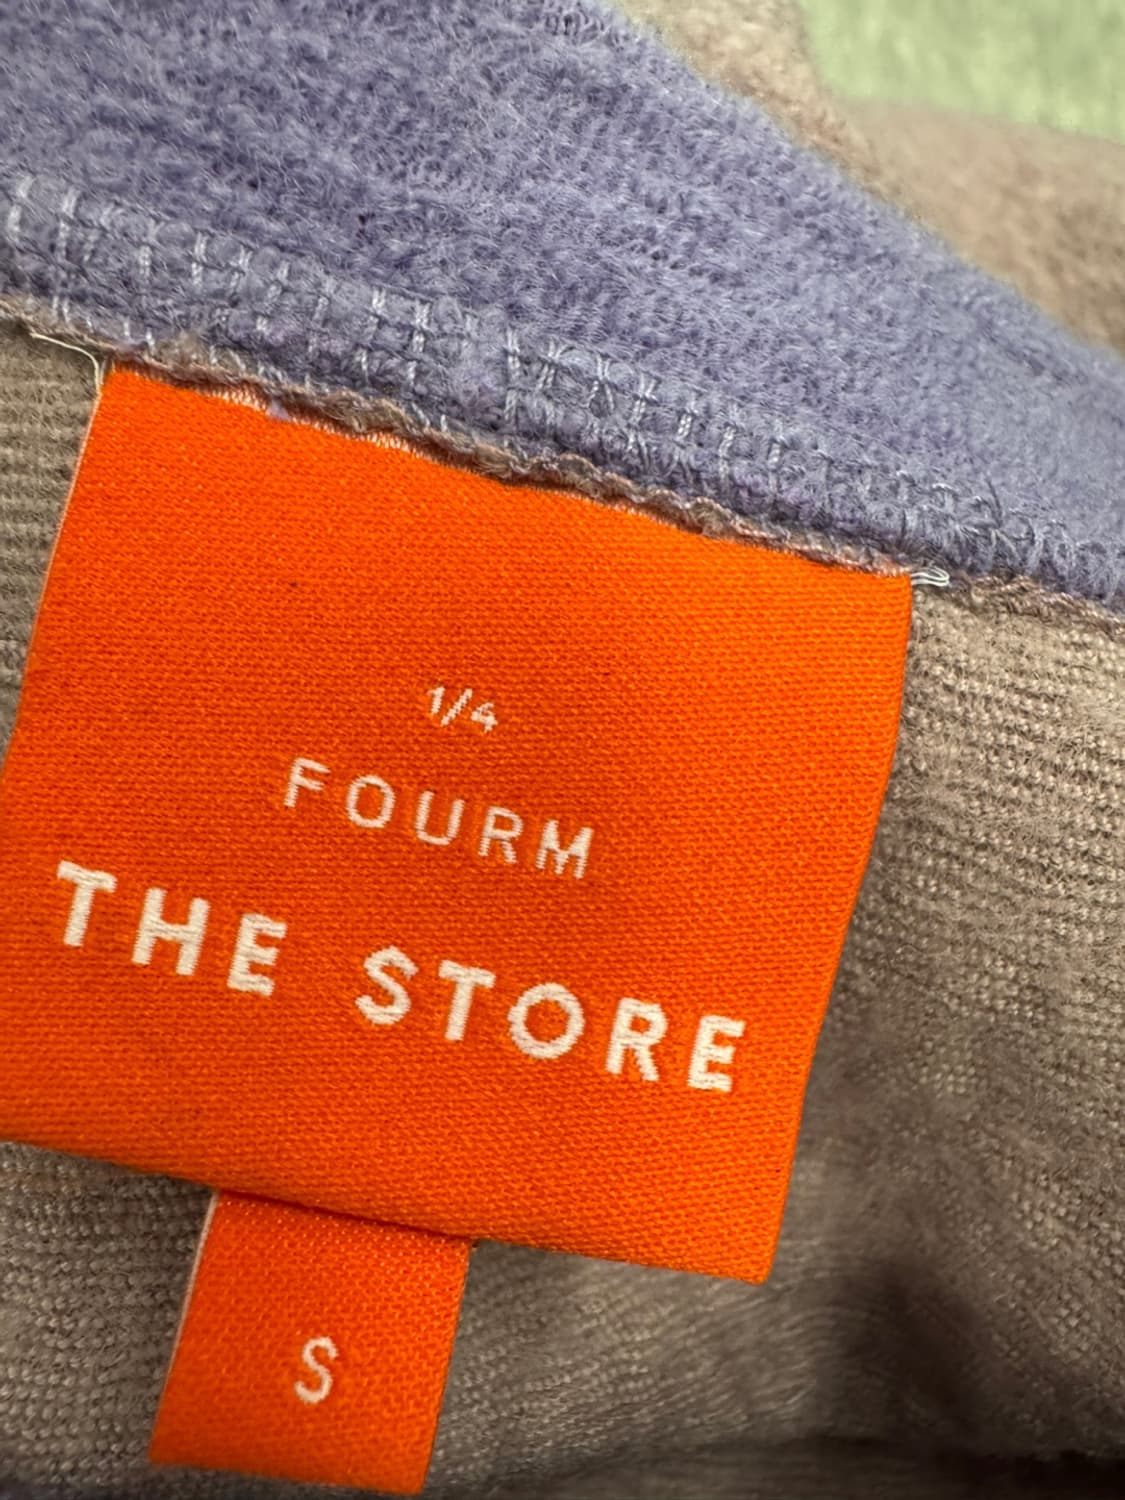 1/4
FOURM
THE STORE
S